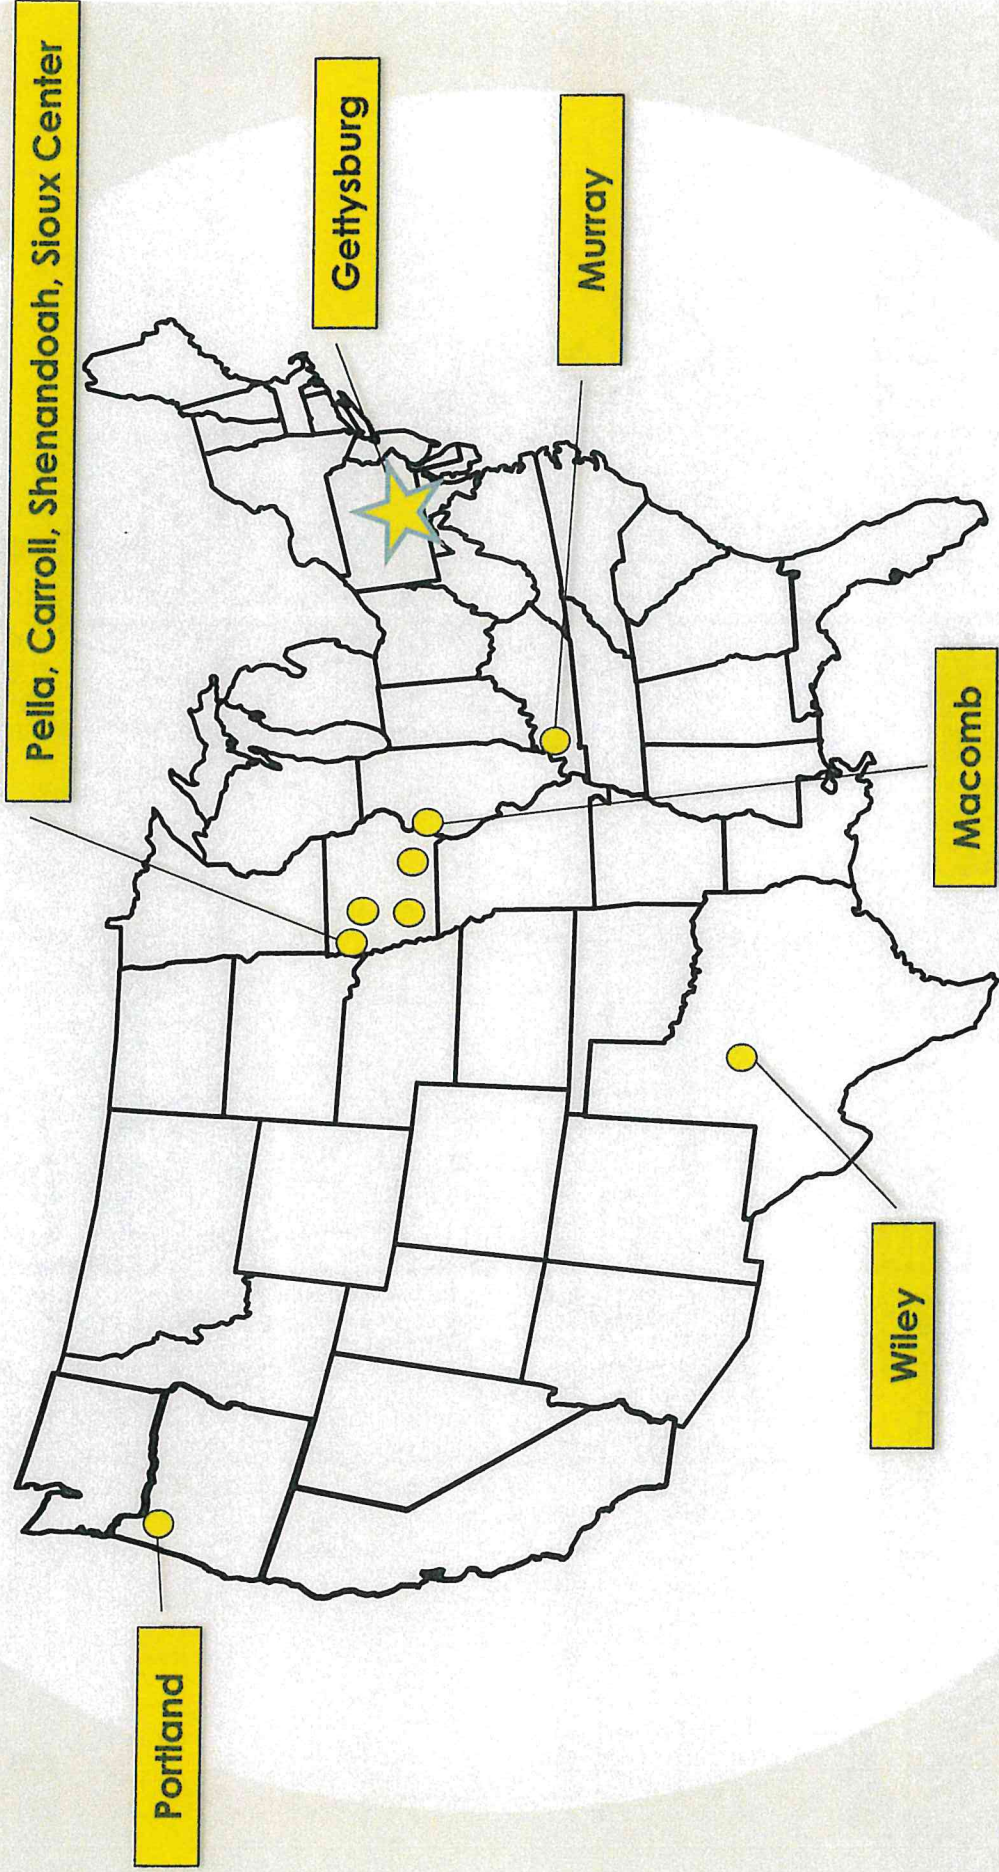 Pella, Carroll, Shenandoah, Sioux Center
Portland
Gettysburg
Murray
Wiley
Macomb